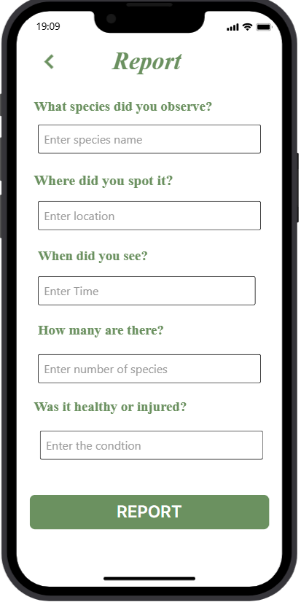 19:09
Report
What species did you observe?
Enter species name
Where did you spot it?
Enter location
When did you see?
Enter Time
How many are there?
Enter number of species
Was it healthy or injured?
Enter the condtion
REPORT